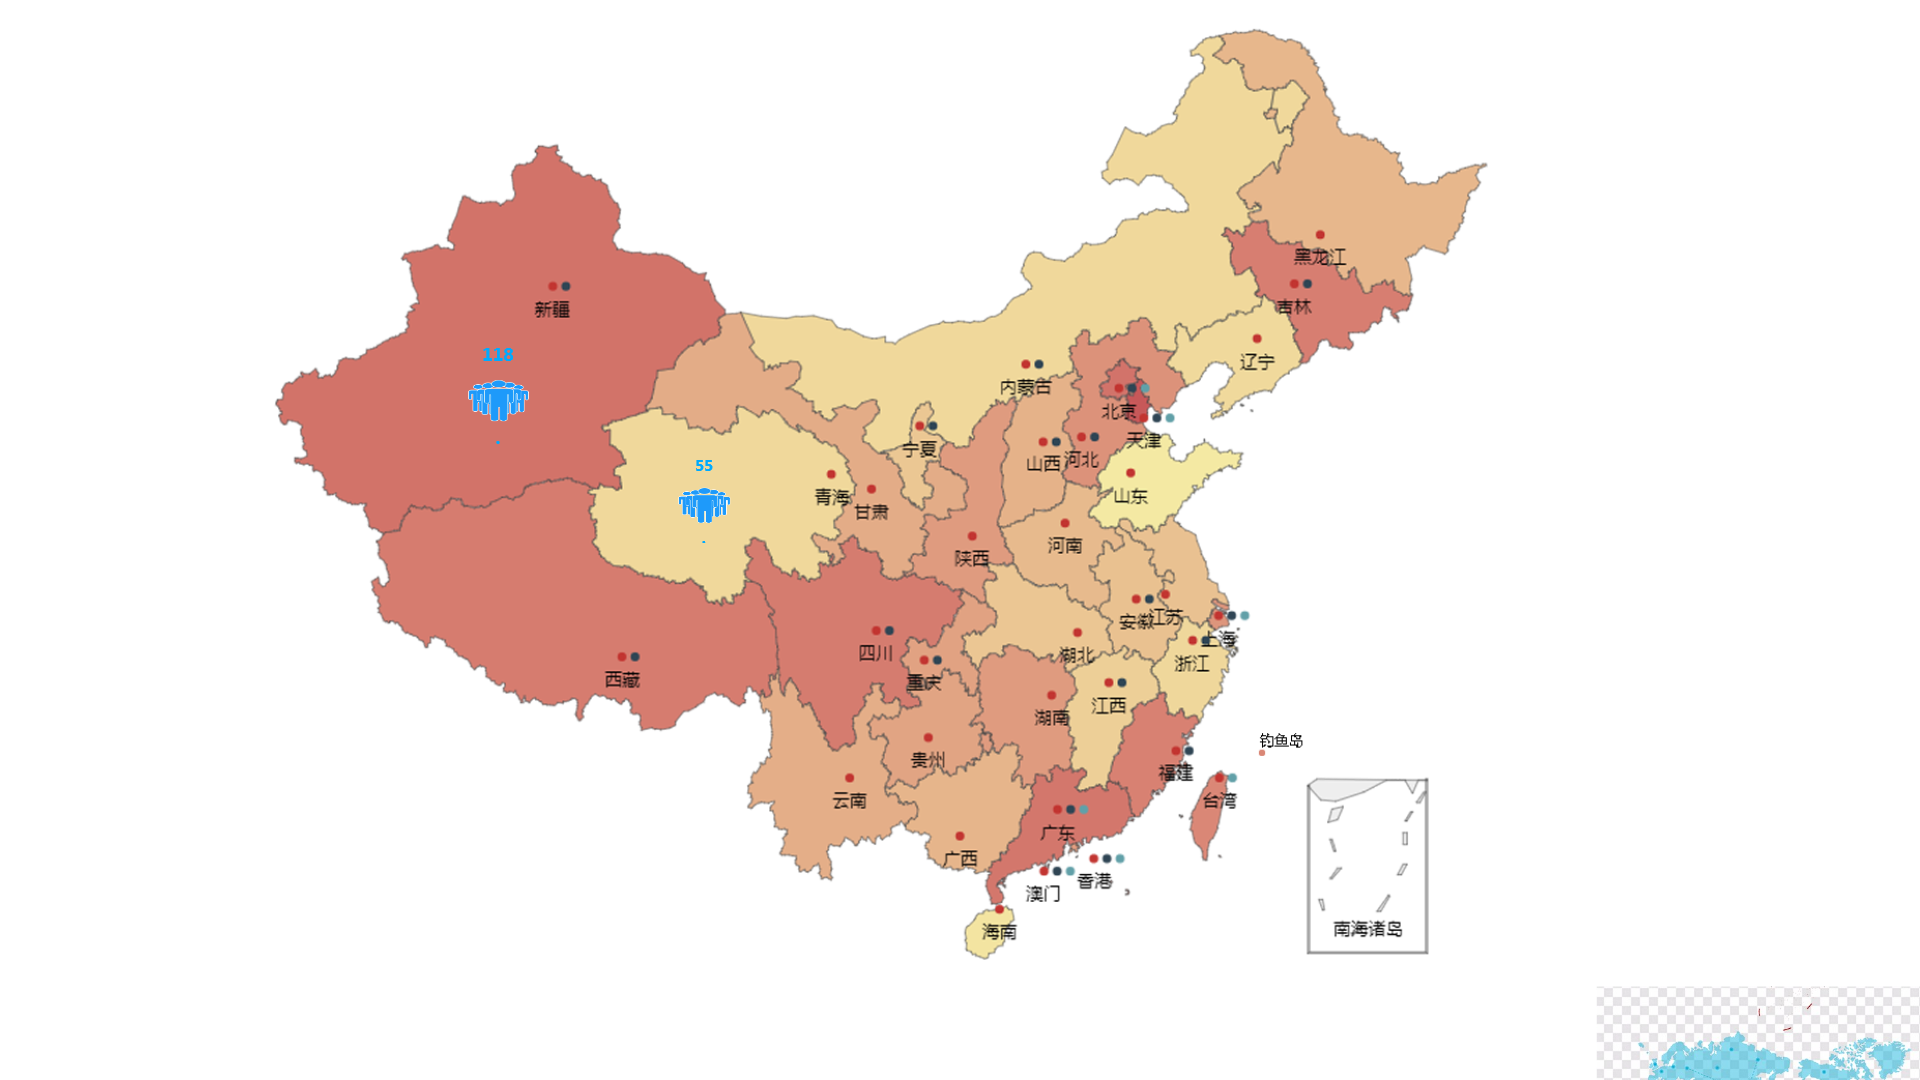 黑龙江
吉林
新疆
118
辽宁
内蒙古
北京
天津
宁夏
山西
河北
55
青海
甘肃
山东
陕西
河南
安徽
江苏
上海
四川
湖北
浙江
西藏
重庆
江西
湖南
钓鱼岛
贵州
福建
云南
台湾
广东
广西
香港
澳门
海南
南海诸岛